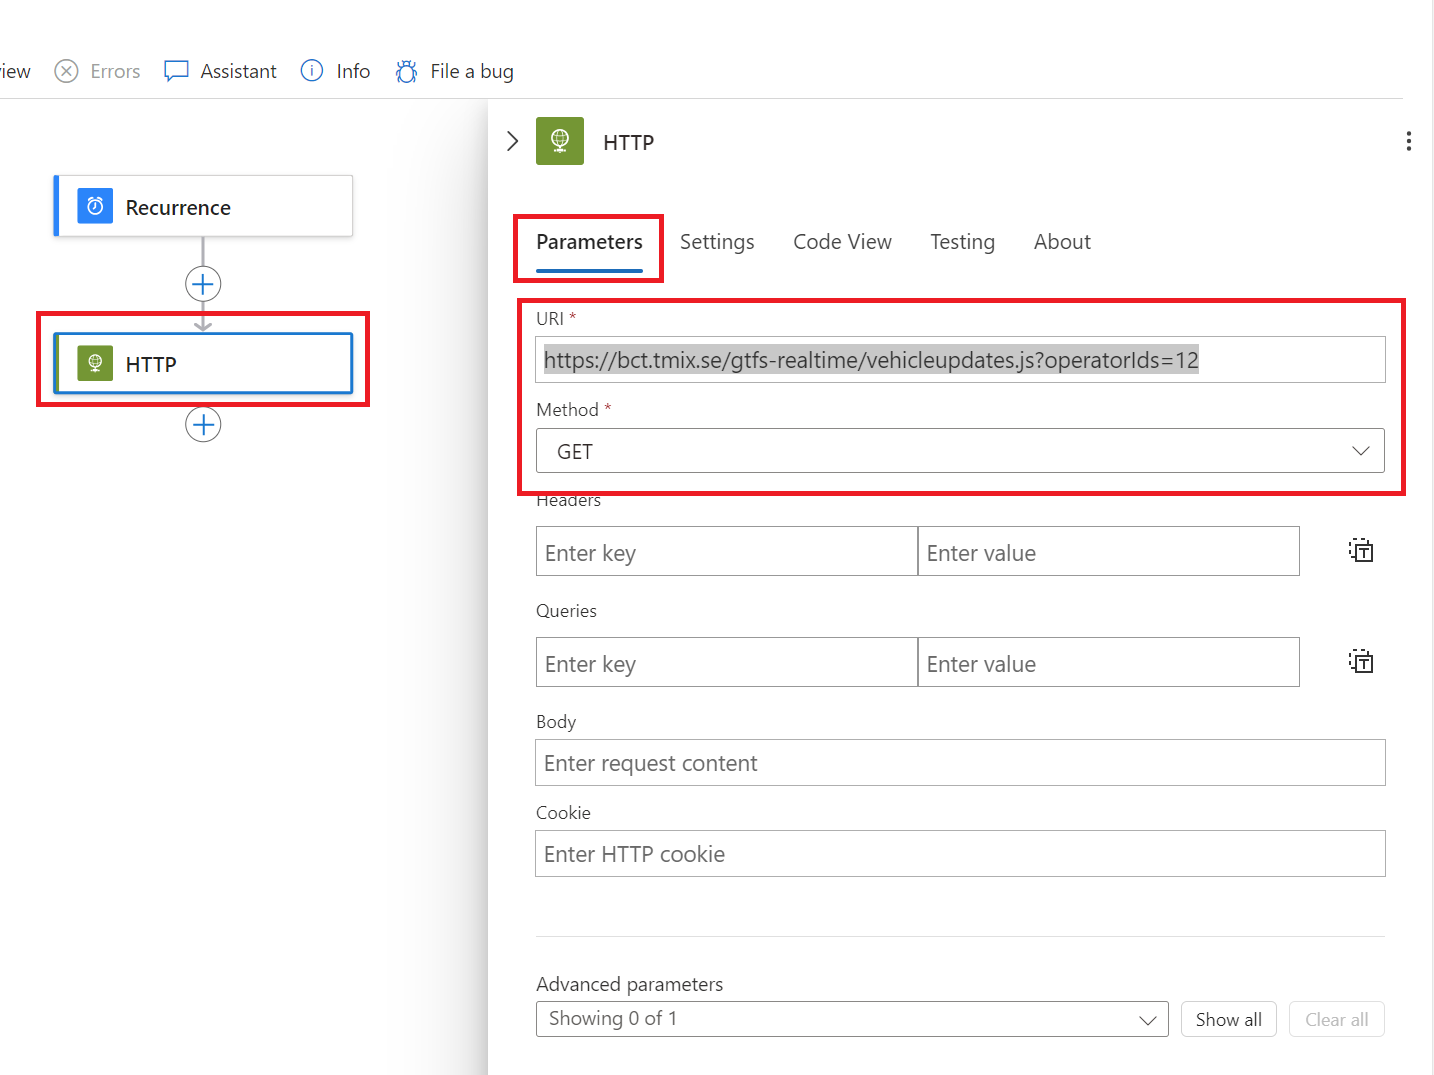 iew Errors Assistant Info File a bug
Recurrence
HTTP
HTTP
Parameters Settings Code View Testing About
URI *
https://bct.tmix.se/gtfs-realtime/vehicleupdates.js?operatorIds=12
Method *
GET
Headers
Enter key Enter value
Queries
Enter key Enter value
Body
Enter request content
Cookie
Enter HTTP cookie
Advanced parameters
Showing 0 of 1 Show all Clear all